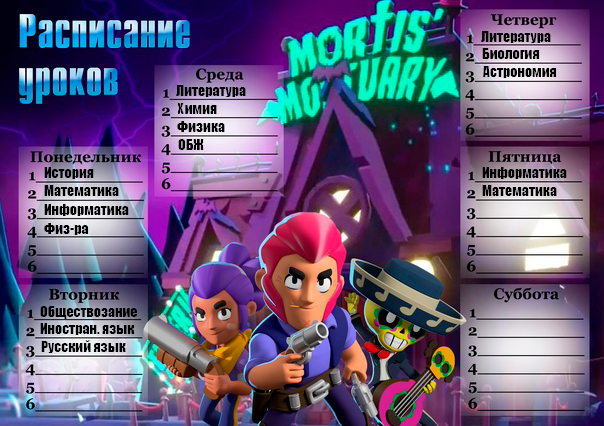 Расписание
уроков
MORTIS'
MORTUARY
Понедельник
1 История
2 Математика
3 Информатика
4 Физ-ра
5
6
Вторник
1 Обществозание
2 Иностран. язык
3 Русский язык
4
5
6
Среда
1 Литература
2 Химия
3 Физика
4 ОБЖ
5
6
Четверг
1 Литература
2 Биология
3 Астрономия
4
5
6
Пятница
1 Информатика
2 Математика
3
4
5
6
Суббота
1
2
3
4
5
6